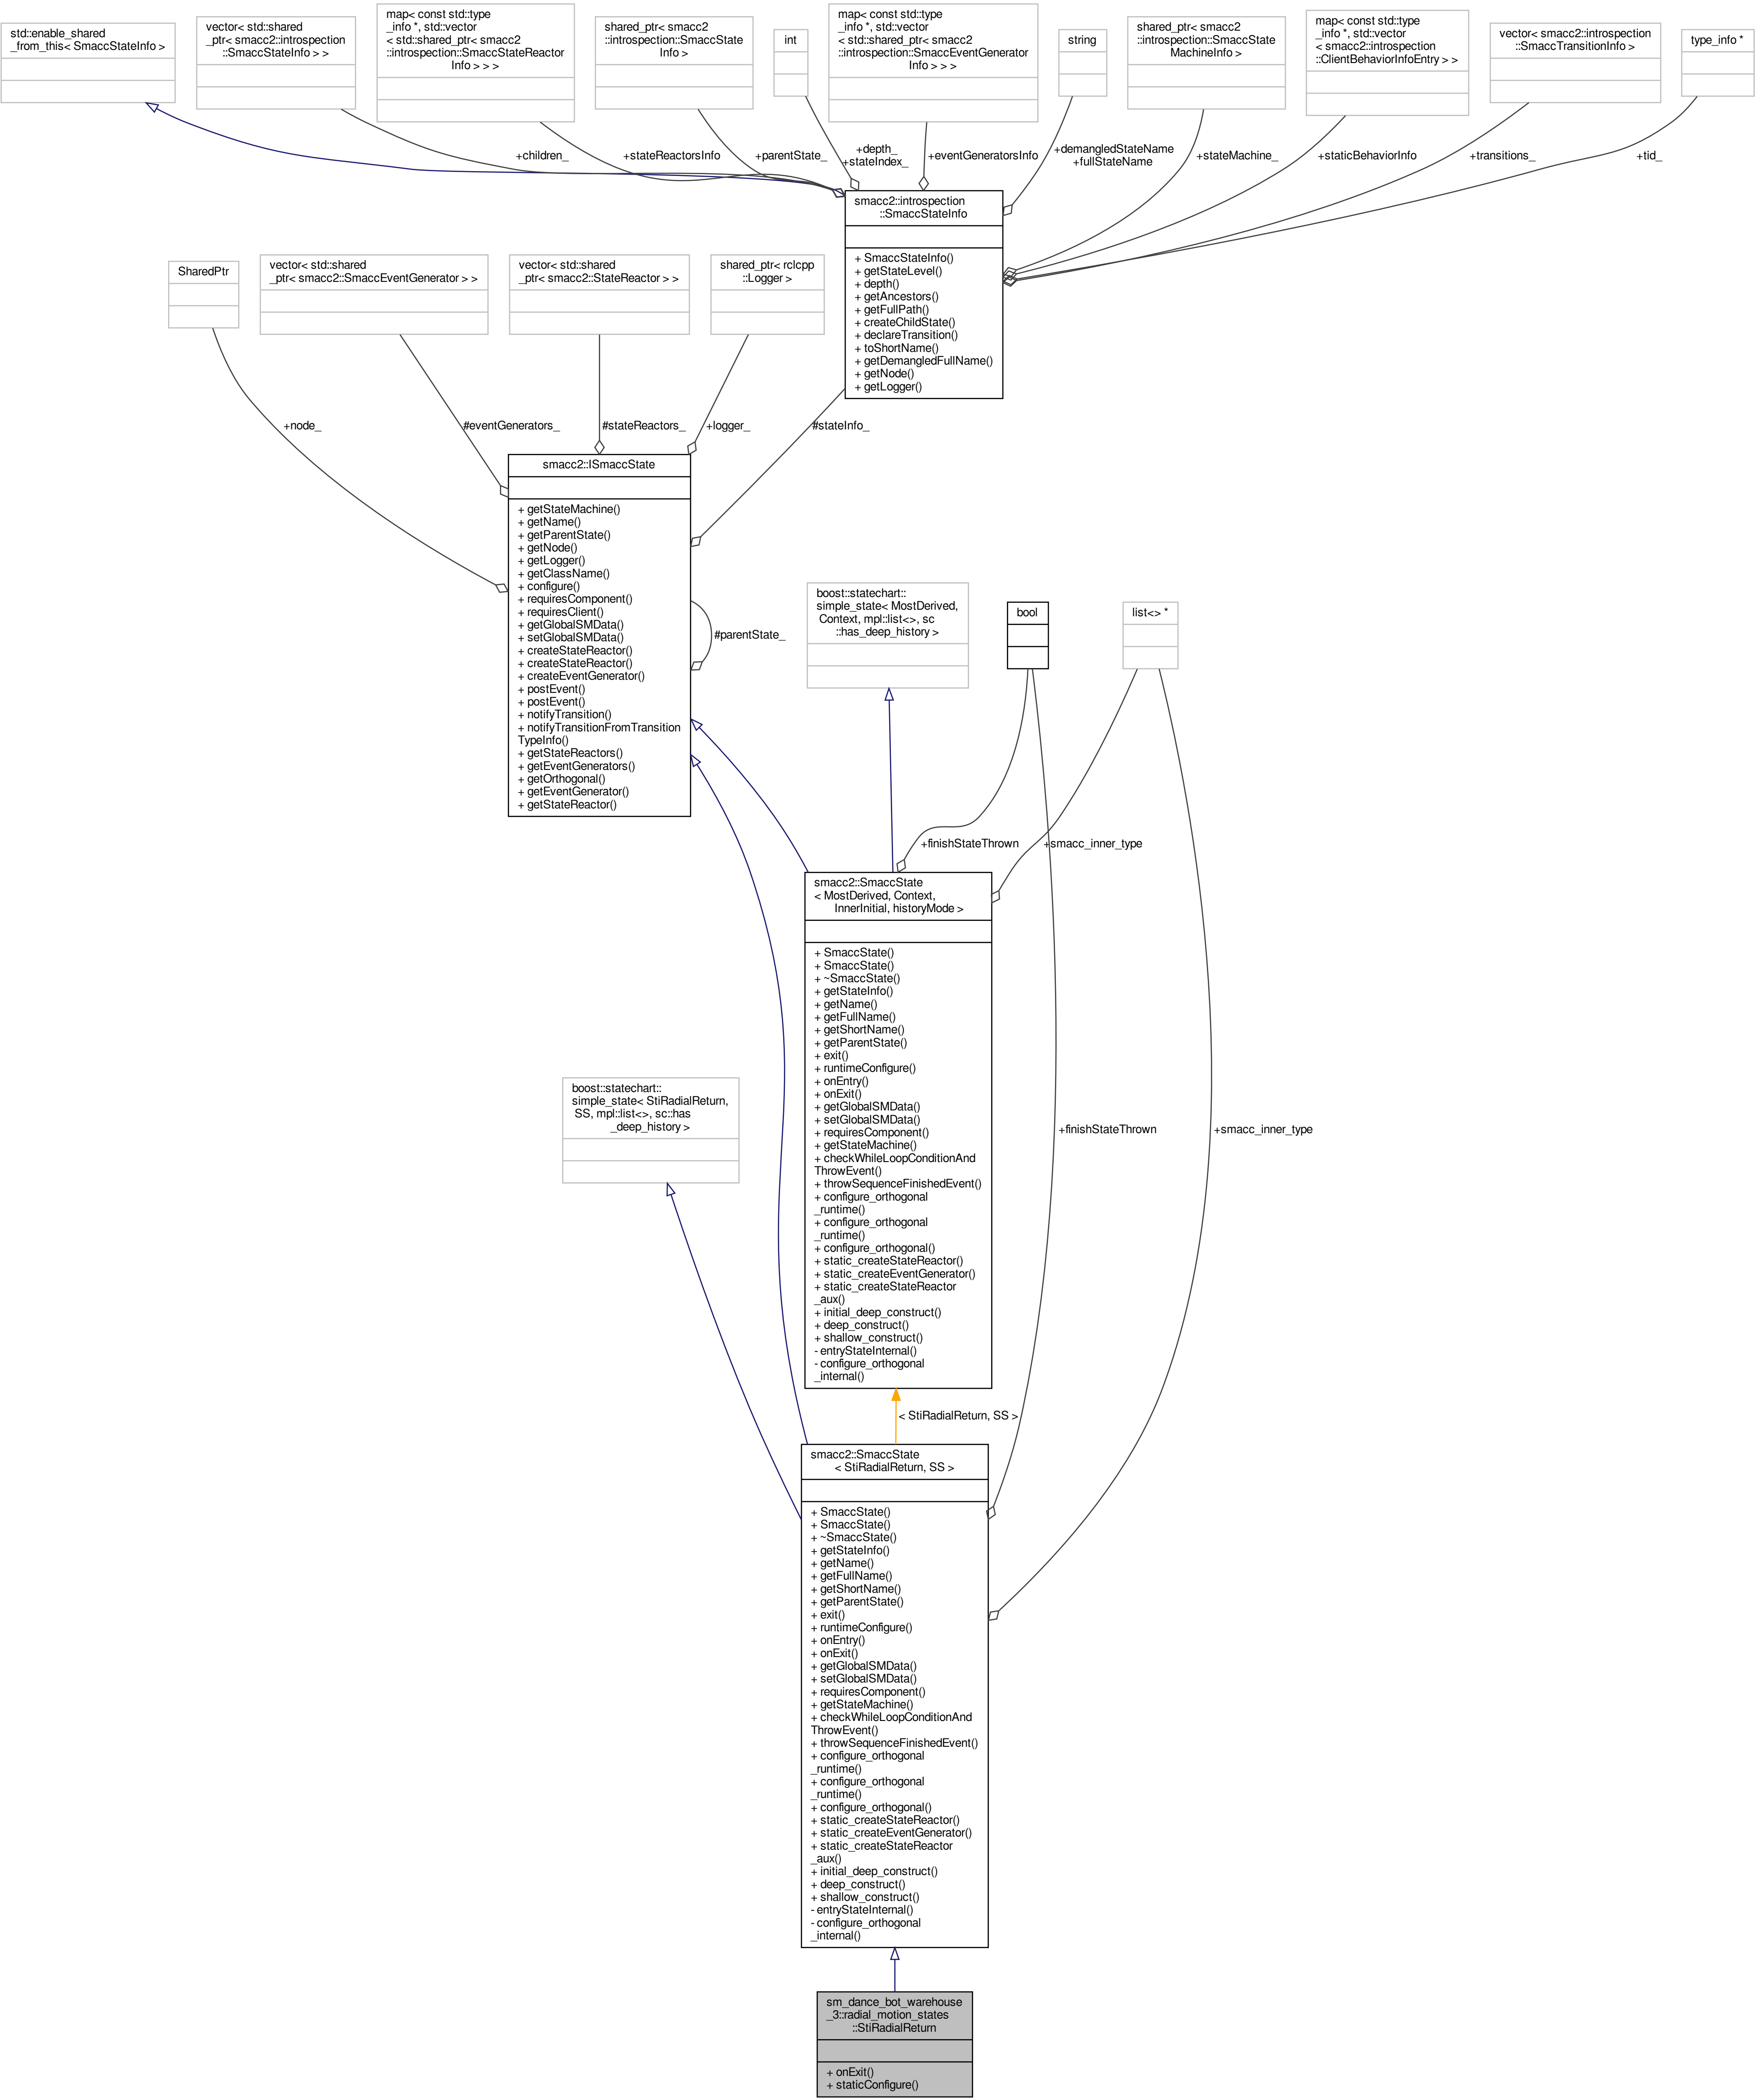 std::enable_shared
_from_this< SmaccStateInfo >
vector< std::shared
_ptr< smacc2::introspection
::SmaccStateInfo > >
map< const std::type
_info *, std::vector
< std::shared_ptr< smacc2
::introspection::SmaccStateReactor
Info > > >
shared_ptr< smacc2
::introspection::SmaccState
Info >
int
map< const std::type
_info *, std::vector
< std::shared_ptr< smacc2
::introspection::SmaccEventGenerator
Info > > >
string
shared_ptr< smacc2
::introspection::SmaccState
MachineInfo >
map< const std::type
_info *, std::vector
< smacc2::introspection
::ClientBehaviorInfoEntry > >
vector< smacc2::introspection
::SmaccTransitionInfo >
type_info *
+children_
+stateReactorsInfo
+parentState_
+depth_
+stateIndex_
+eventGeneratorsInfo
+demangledStateName
+fullStateName
+stateMachine_
+staticBehaviorInfo
+transitions_
+tid_
smacc2::introspection
::SmaccStateInfo
+ SmaccStateInfo()
+ getStateLevel()
+ depth()
+ getAncestors()
+ getFullPath()
+ createChildState()
+ declareTransition()
+ toShortName()
+ getDemangledFullName()
+ getNode()
+ getLogger()
SharedPtr
vector< std::shared
_ptr< smacc2::SmaccEventGenerator > >
vector< std::shared
_ptr< smacc2::StateReactor > >
shared_ptr< rclcpp
::Logger >
+node_
#eventGenerators_
#stateReactors_
+logger_
#stateInfo_
smacc2::ISmaccState
+ getStateMachine()
+ getName()
+ getParentState()
+ getNode()
+ getLogger()
+ getClassName()
+ configure()
+ requiresComponent()
+ requiresClient()
+ getGlobalSMData()
+ setGlobalSMData()
+ createStateReactor()
+ createStateReactor()
+ createEventGenerator()
+ postEvent()
+ postEvent()
+ notifyTransition()
+ notifyTransitionFromTransition
TypeInfo()
+ getStateReactors()
+ getEventGenerators()
+ getOrthogonal()
+ getEventGenerator()
+ getStateReactor()
#parentState_
boost::statechart::
simple_state< MostDerived,
Context, mpl::list<>, sc
::has_deep_history >
bool
list<> *
+finishStateThrown
+smacc_inner_type
smacc2::SmaccState
< MostDerived, Context,
InnerInitial, historyMode >
+ SmaccState()
+ SmaccState()
+ ~SmaccState()
+ getStateInfo()
+ getName()
+ getFullName()
+ getShortName()
+ getParentState()
+ exit()
+ runtimeConfigure()
+ onEntry()
+ onExit()
+ getGlobalSMData()
+ setGlobalSMData()
+ requiresComponent()
+ getStateMachine()
+ checkWhileLoopConditionAnd
ThrowEvent()
+ throwSequenceFinishedEvent()
+ configure_orthogonal
_runtime()
+ configure_orthogonal
_runtime()
+ configure_orthogonal()
+ static_createStateReactor()
+ static_createEventGenerator()
+ static_createStateReactor
_aux()
+ initial_deep_construct()
+ deep_construct()
+ shallow_construct()
- entryStateInternal()
- configure_orthogonal
_internal()
boost::statechart::
simple_state< StiRadialReturn,
SS, mpl::list<>, sc::has
_deep_history >
+finishStateThrown
+smacc_inner_type
< StiRadialReturn, SS >
smacc2::SmaccState
< StiRadialReturn, SS >
+ SmaccState()
+ SmaccState()
+ ~SmaccState()
+ getStateInfo()
+ getName()
+ getFullName()
+ getShortName()
+ getParentState()
+ exit()
+ runtimeConfigure()
+ onEntry()
+ onExit()
+ getGlobalSMData()
+ setGlobalSMData()
+ requiresComponent()
+ getStateMachine()
+ checkWhileLoopConditionAnd
ThrowEvent()
+ throwSequenceFinishedEvent()
+ configure_orthogonal
_runtime()
+ configure_orthogonal
_runtime()
+ configure_orthogonal()
+ static_createStateReactor()
+ static_createEventGenerator()
+ static_createStateReactor
_aux()
+ initial_deep_construct()
+ deep_construct()
+ shallow_construct()
- entryStateInternal()
- configure_orthogonal
_internal()
sm_dance_bot_warehouse
_3::radial_motion_states
::StiRadialReturn
+ onExit()
+ staticConfigure()